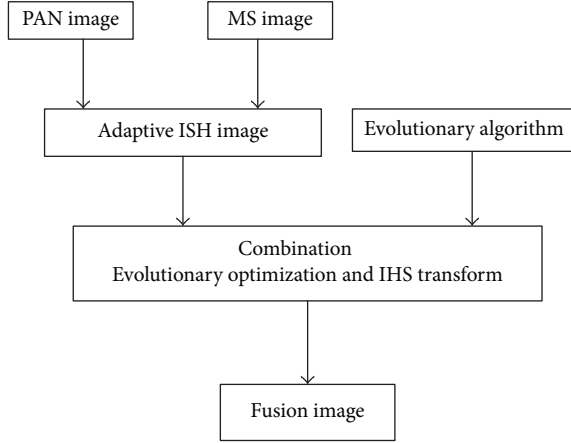 PAN image
MS image
Adaptive ISH image
Evolutionary algorithm
Combination
Evolutionary optimization and IHS transform
Fusion image